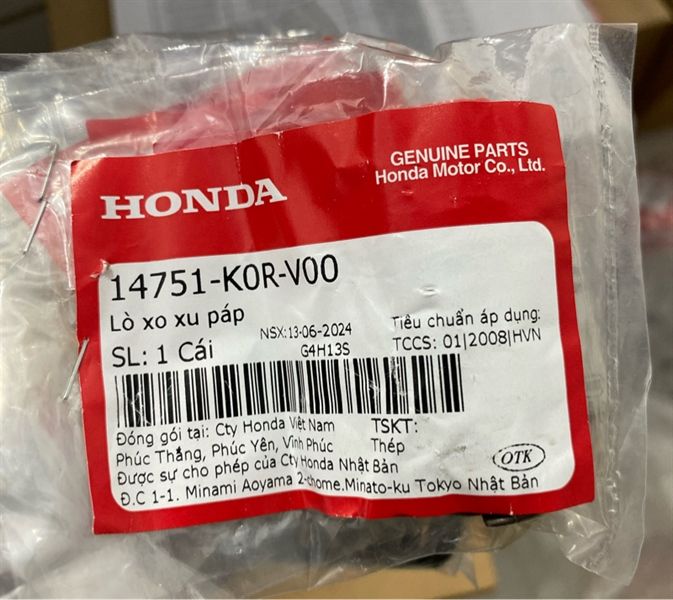 HONDA
GENUINE PARTS
Honda Motor Co., Ltd.
14751-K0R-V00
Lò xo xu páp
NSX:13-06-2024
Tiêu chuẩn áp dụng:
SL: 1 Cái
G4H13S
TCCS: 01|2008|HVN
Đóng gói tại: Cty Honda Việt Nam
TSKT:
Phúc Thắng, Phúc Yên, Vĩnh Phúc
Thép
Được sự cho phép của Cty Honda Nhật Bản
OTK
Đ.C 1-1. Minami Aoyama 2-chome.Minato-ku Tokyo Nhật Bản